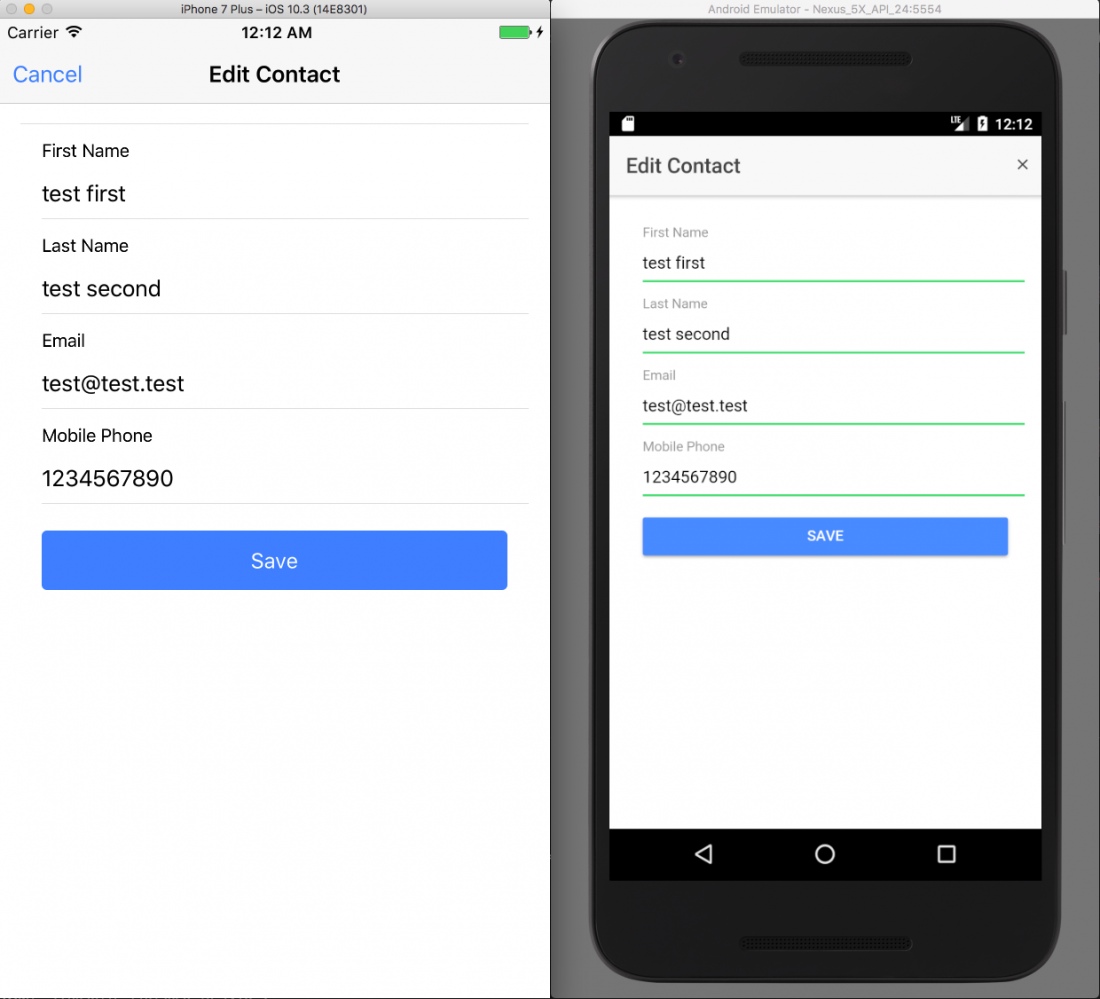 iPhone 7 Plus – iOS 10.3 (14E8301)
Carrier
12:12 AM
Cancel
Edit Contact
First Name
test first
Last Name
test second
Email
test@test.test
Mobile Phone
1234567890
Save
Android Emulator - Nexus_5X_API_24:5554
LTE
12:12
Edit Contact
First Name
test first
Last Name
test second
Email
test@test.test
Mobile Phone
1234567890
SAVE